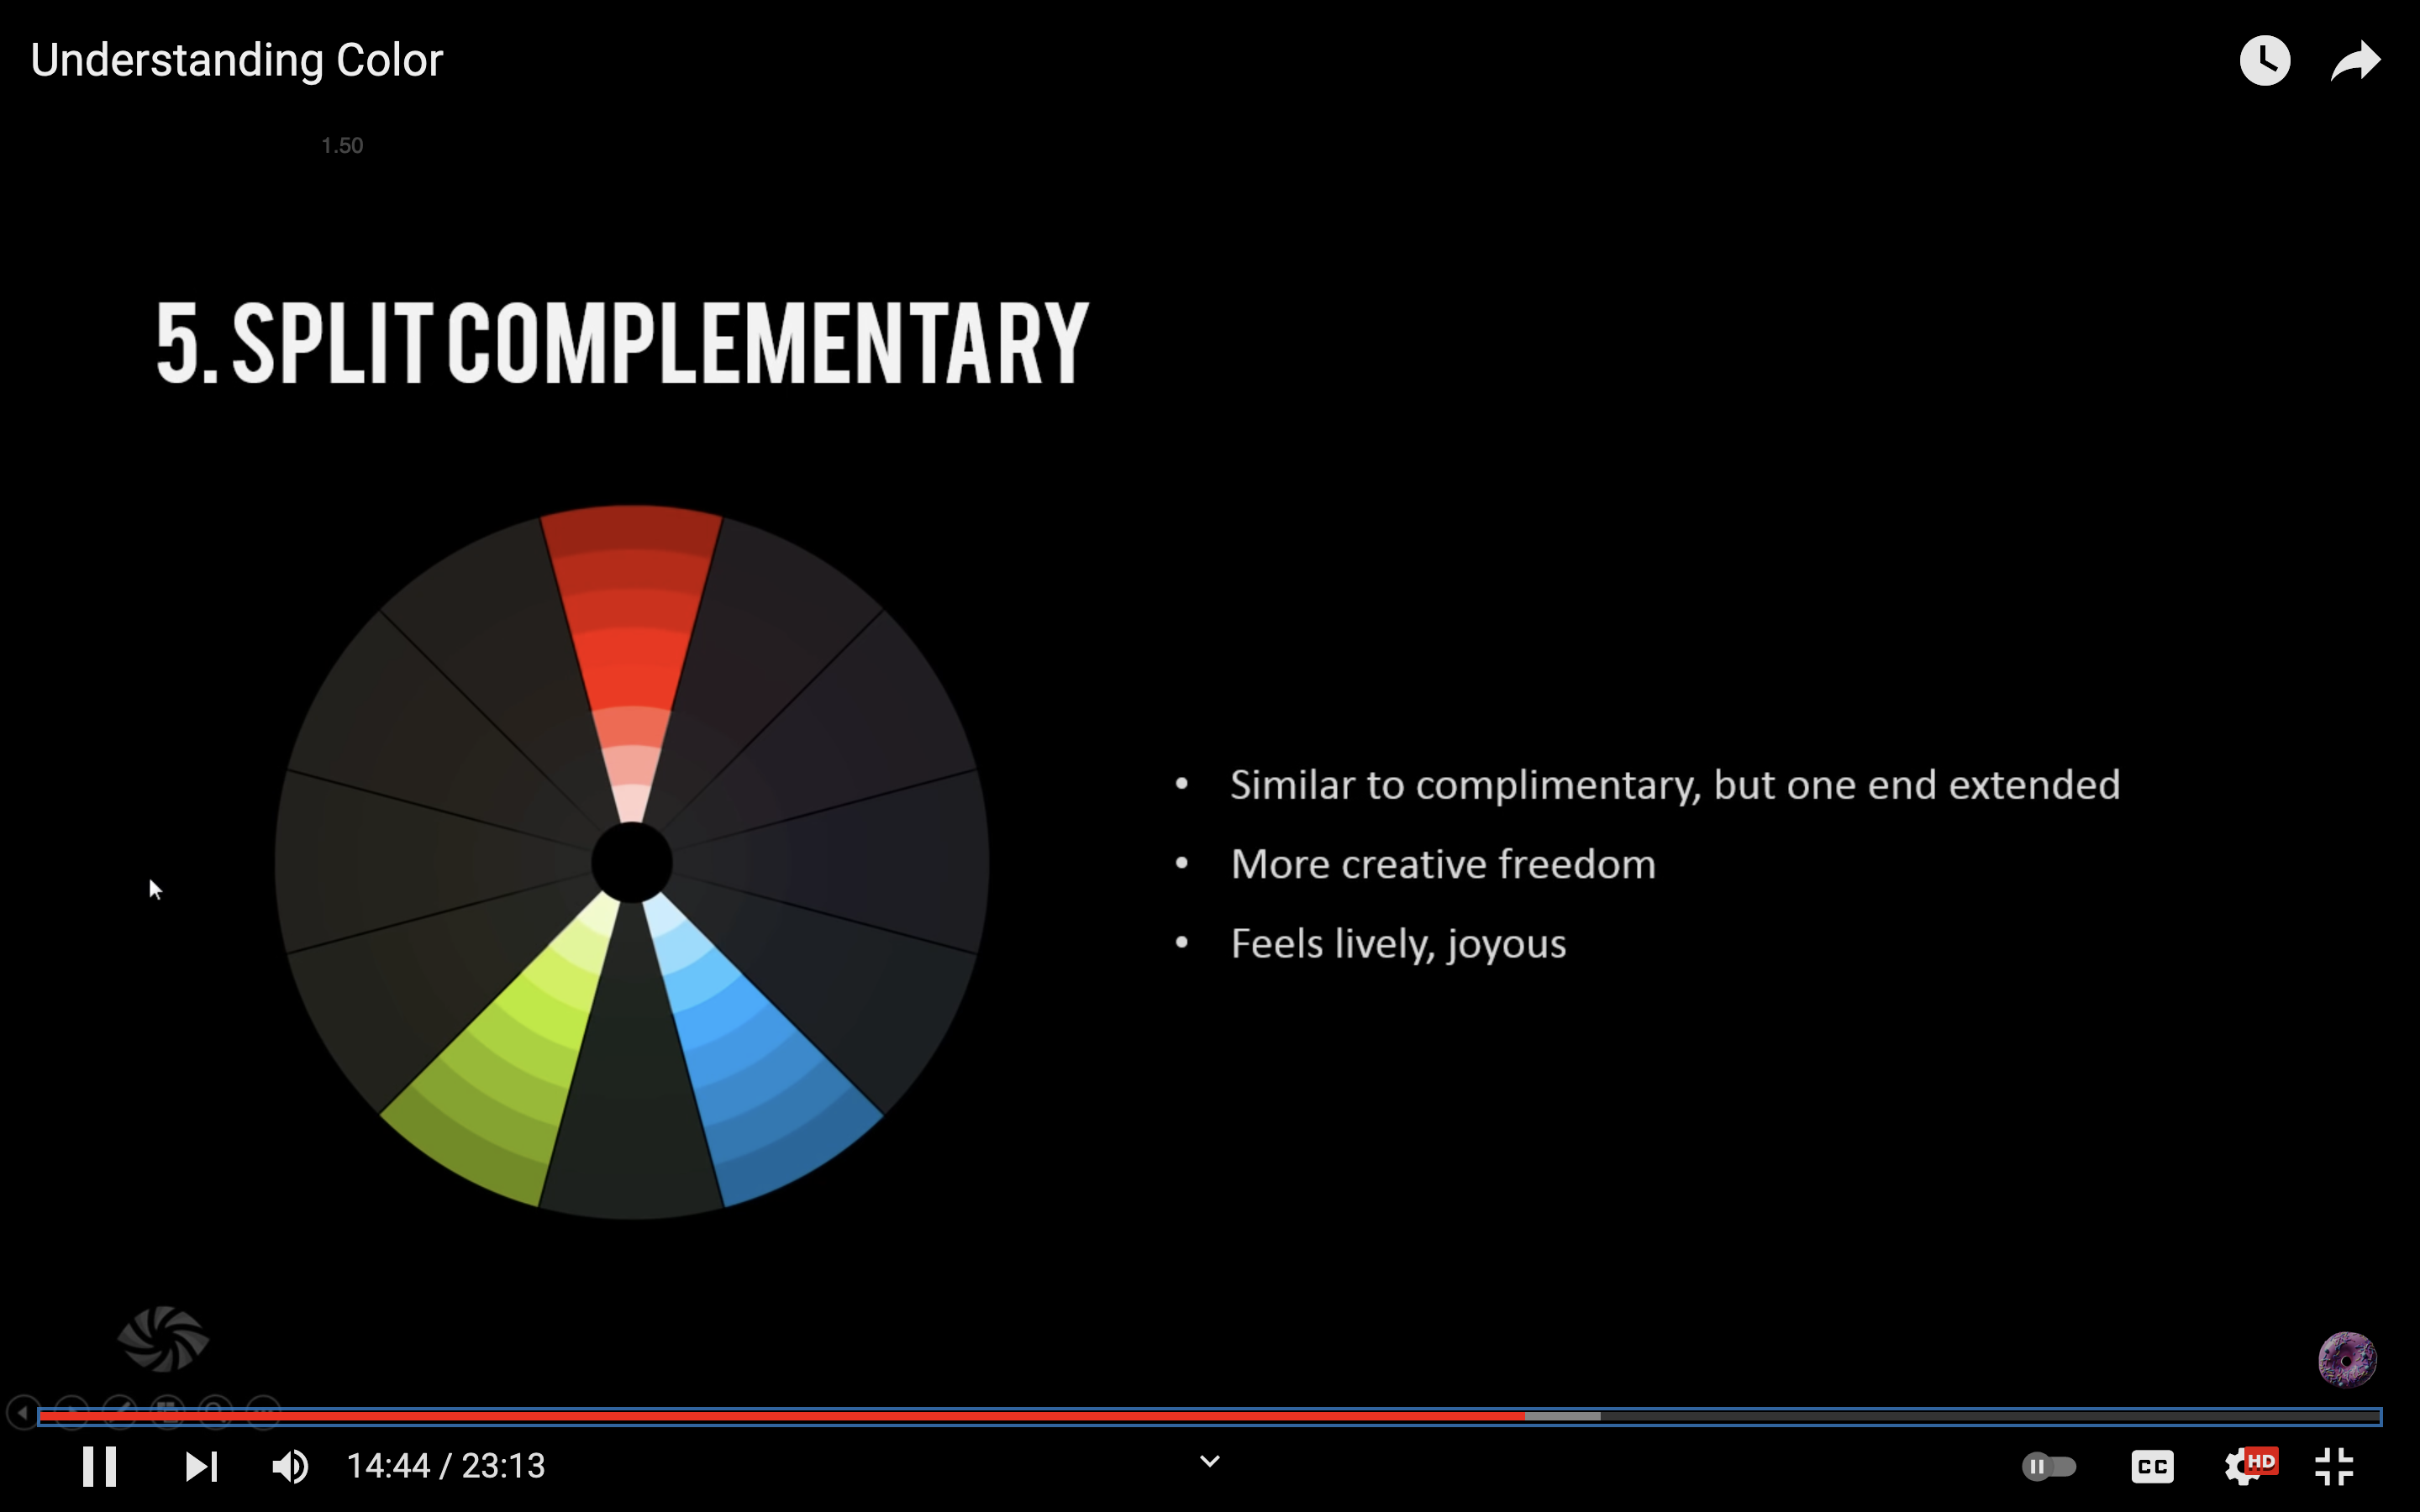 Understanding Color
1.50
5. SPLIT COMPLEMENTARY
• Similar to complimentary, but one end extended
• More creative freedom
• Feels lively, joyous
14:44 / 23:13
CC
HD